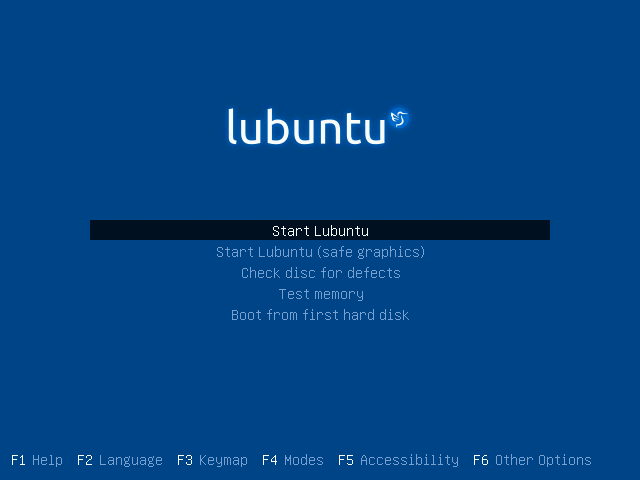 lubuntu
Start Lubuntu
Start Lubuntu (safe graphics)
Check disc for defects
Test memory
Boot from first hard disk
F1 Help F2 Language F3 Keymap F4 Modes F5 Accessibility F6 Other Options